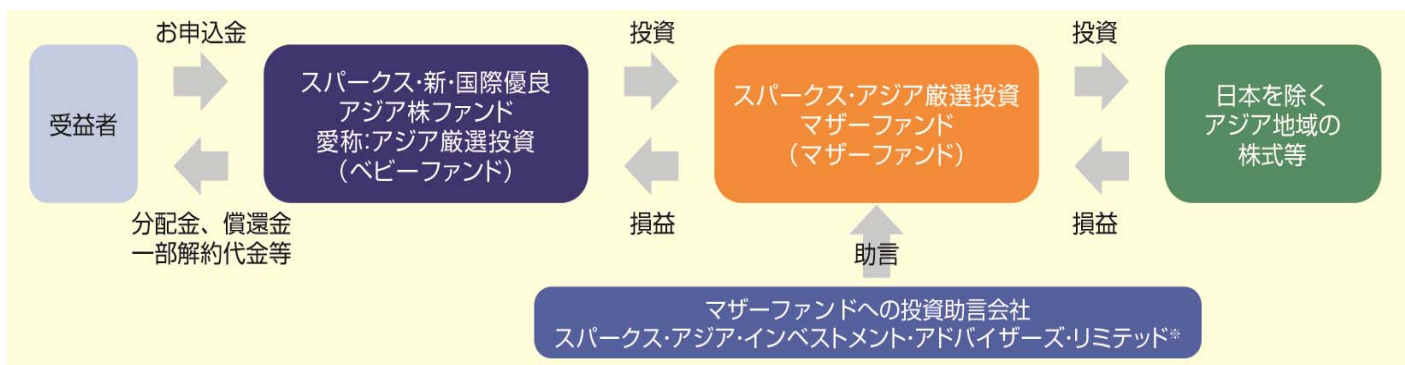 お申込金
投資
投資
受益者
スパークス・新・国際優良
アジア株ファンド
愛称:アジア厳選投資
(ベビーファンド)
スパークス・アジア厳選投資
マザーファンド
(マザーファンド)
日本を除く
アジア地域の
株式等
分配金、償還金
一部解約代金等
損益
損益
助言
マザーファンドへの投資助言会社
スパークス・アジア・インベストメント・アドバイザーズ・リミテッド※